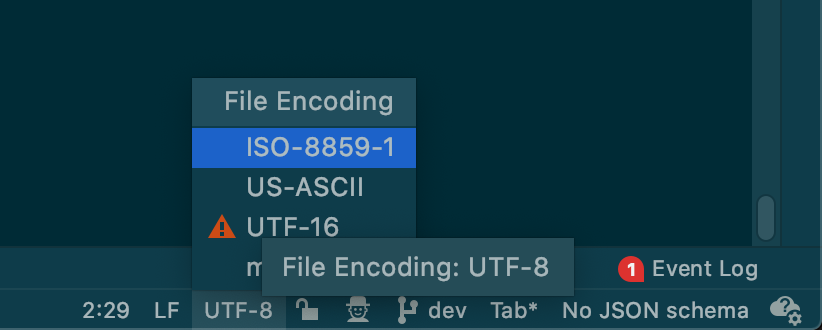 File Encoding
ISO-8859-1
US-ASCII
UTF-16
File Encoding: UTF-8
1 Event Log
2:29 LF UTF-8 dev Tab* No JSON schema